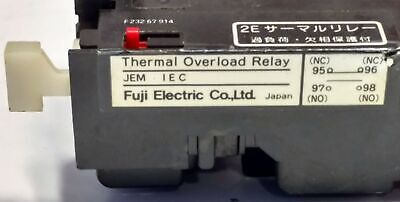 F232 67 914
2E サーマルリレー
過負荷・欠相保護付
Thermal Overload Relay
JEM IEC
Fuji Electric Co.,Ltd. Japan
(NC) (NC)
95 96
97 98
(NO) (NO)